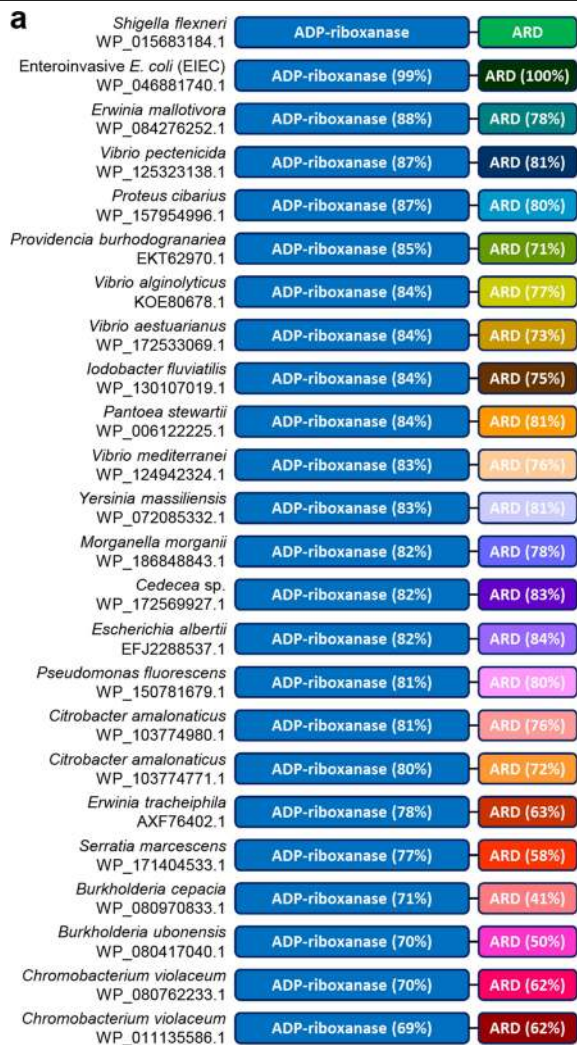 a
Shigella flexneri
WP_015683184.1
ADP-riboxanase
ARD
Enteroinvasive E. coli (EIEC)
WP_046881740.1
ADP-riboxanase (99%)
ARD (100%)
Erwinia mallotivora
WP_084276252.1
ADP-riboxanase (88%)
ARD (78%)
Vibrio pectenicida
WP_125323138.1
ADP-riboxanase (87%)
ARD (81%)
Proteus cibarius
WP_157954996.1
ADP-riboxanase (87%)
ARD (80%)
Providencia burhodogranariea
EKT62970.1
ADP-riboxanase (85%)
ARD (71%)
Vibrio alginolyticus
KOE80678.1
ADP-riboxanase (84%)
ARD (77%)
Vibrio aestuarianus
WP_172533069.1
ADP-riboxanase (84%)
ARD (73%)
Iodobacter fluviatilis
WP_130107019.1
ADP-riboxanase (84%)
ARD (75%)
Pantoea stewartii
WP_006122225.1
ADP-riboxanase (84%)
ARD (81%)
Vibrio mediterranei
WP_124942324.1
ADP-riboxanase (83%)
ARD (76%)
Yersinia massiliensis
WP_072085332.1
ADP-riboxanase (83%)
ARD (81%)
Morganella morganii
WP_186848843.1
ADP-riboxanase (82%)
ARD (78%)
Cedecea sp.
WP_172569927.1
ADP-riboxanase (82%)
ARD (83%)
Escherichia albertii
EFJ2288537.1
ADP-riboxanase (82%)
ARD (84%)
Pseudomonas fluorescens
WP_150781679.1
ADP-riboxanase (81%)
ARD (80%)
Citrobacter amalonaticus
WP_103774980.1
ADP-riboxanase (81%)
ARD (76%)
Citrobacter amalonaticus
WP_103774771.1
ADP-riboxanase (80%)
ARD (72%)
Erwinia tracheiphila
AXF76402.1
ADP-riboxanase (78%)
ARD (63%)
Serratia marcescens
WP_171404533.1
ADP-riboxanase (77%)
ARD (58%)
Burkholderia cepacia
WP_080970833.1
ADP-riboxanase (71%)
ARD (41%)
Burkholderia ubonensis
WP_080417040.1
ADP-riboxanase (70%)
ARD (50%)
Chromobacterium violaceum
WP_080762233.1
ADP-riboxanase (70%)
ARD (62%)
Chromobacterium violaceum
WP_011135586.1
ADP-riboxanase (69%)
ARD (62%)